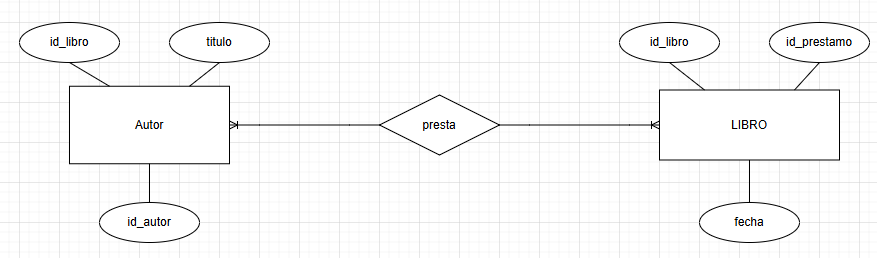 id_libro
titulo
id_libro
id_prestamo
Autor
presta
LIBRO
id_autor
fecha